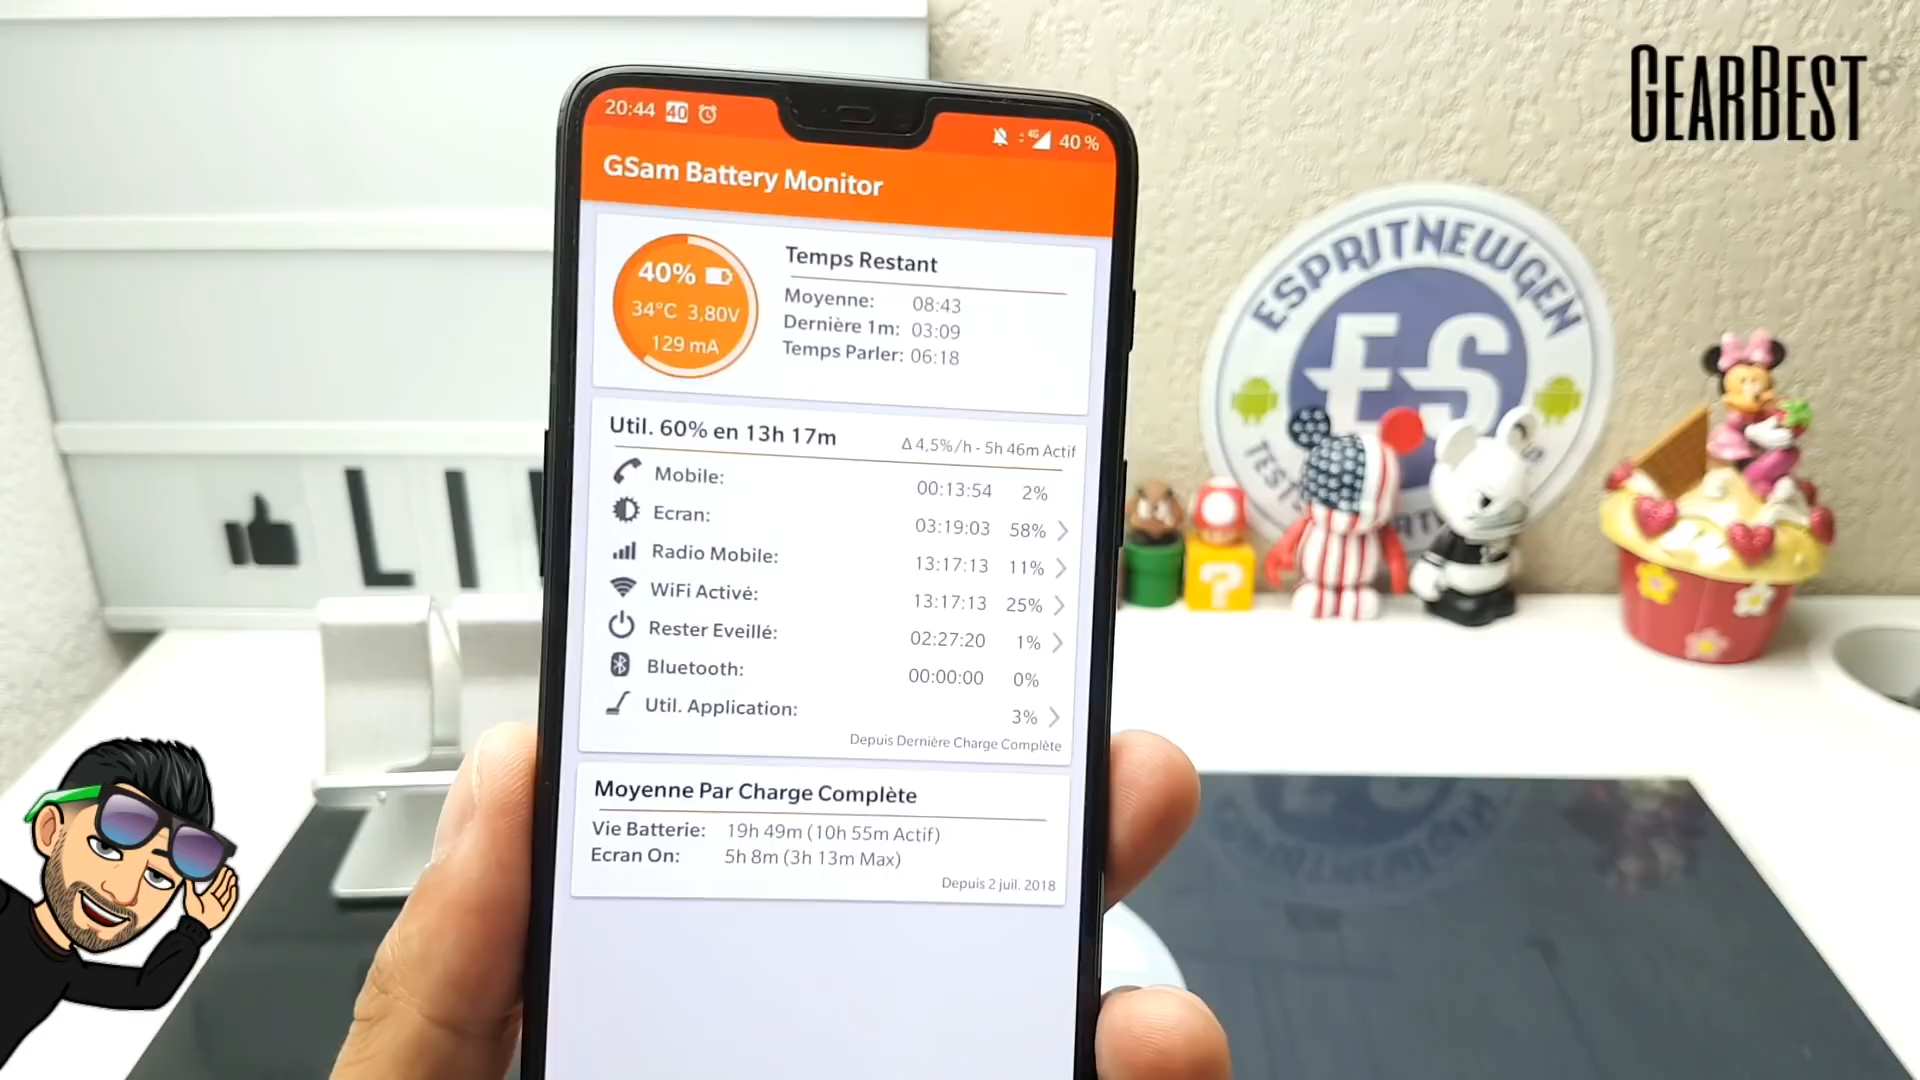 GEARBEST
20:44 40 4G 40 %
GSam Battery Monitor
40%
34°C 3,80V
129 mA
Temps Restant
Moyenne: 08:43
Dernière 1m: 03:09
Temps Parler: 06:18
Util. 60% en 13h 17m Δ 4,5%/h - 5h 46m Actif
Mobile: 00:13:54 2%
Ecran: 03:19:03 58%
Radio Mobile: 13:17:13 11%
WiFi Activé: 13:17:13 25%
Rester Eveillé: 02:27:20 1%
Bluetooth: 00:00:00 0%
Util. Application: 3%
Depuis Dernière Charge Complète
Moyenne Par Charge Complète
Vie Batterie: 19h 49m (10h 55m Actif)
Ecran On: 5h 8m (3h 13m Max)
Depuis 2 juil. 2018
ESPRITNEWGEN
ES
LI
?